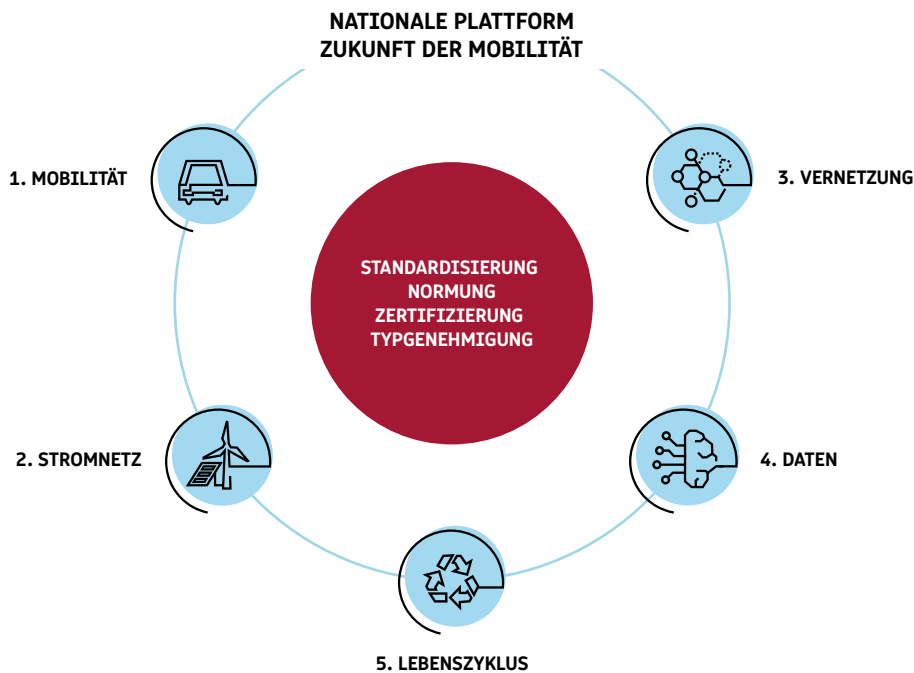 NATIONALE PLATTFORM
ZUKUNFT DER MOBILITÄT
1. MOBILITÄT
3. VERNETZUNG
STANDARDISIERUNG
NORMUNG
ZERTIFIZIERUNG
TYPGENEHMIGUNG
2. STROMNETZ
4. DATEN
5. LEBENSZYKLUS